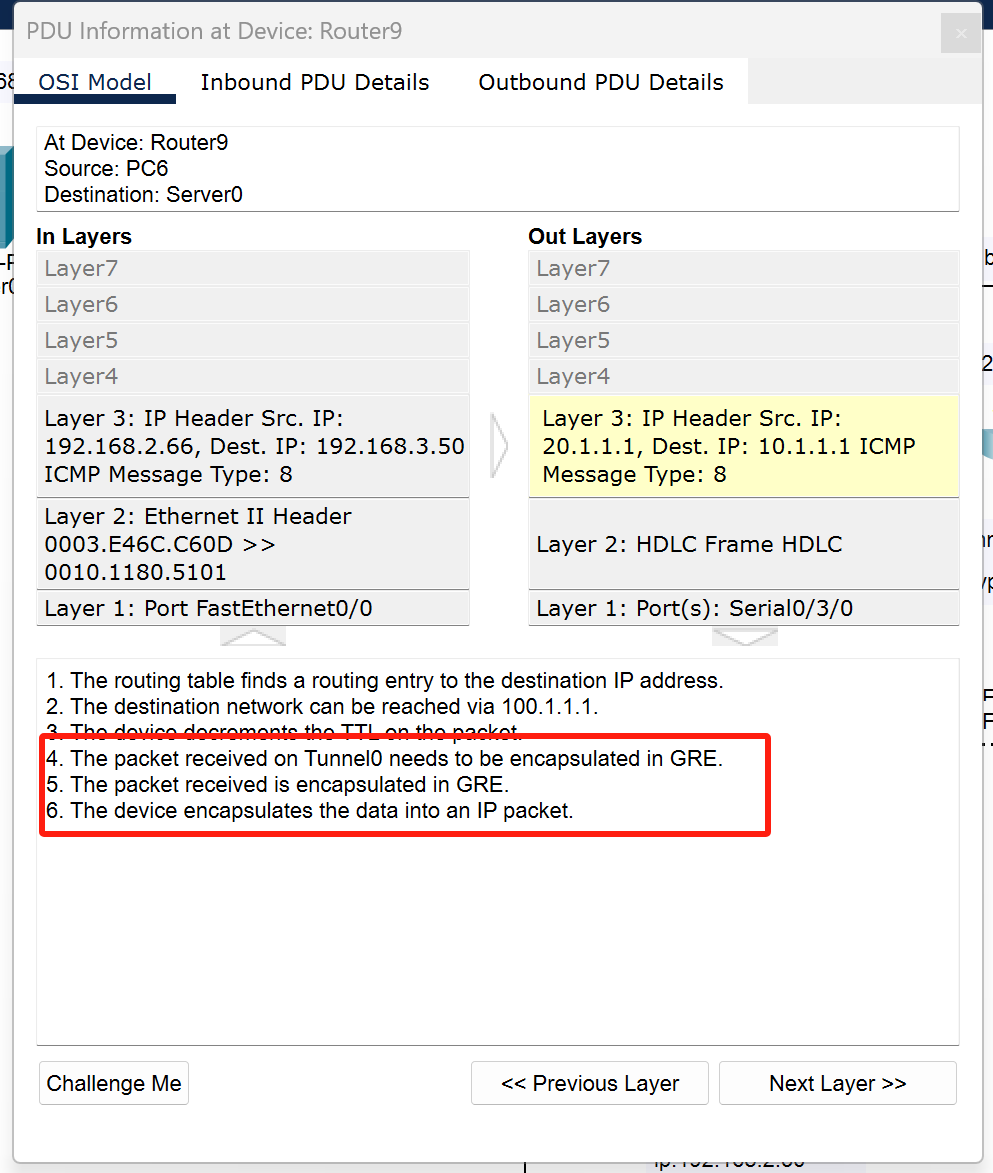 PDU Information at Device: Router9
OSI Model
Inbound PDU Details
Outbound PDU Details
At Device: Router9
Source: PC6
Destination: Server0
In Layers
Layer7
Layer6
Layer5
Layer4
Layer 3: IP Header Src. IP:
192.168.2.66, Dest. IP: 192.168.3.50
ICMP Message Type: 8
Layer 2: Ethernet II Header
0003.E46C.C60D >>
0010.1180.5101
Layer 1: Port FastEthernet0/0
Out Layers
Layer7
Layer6
Layer5
Layer4
Layer 3: IP Header Src. IP:
20.1.1.1, Dest. IP: 10.1.1.1 ICMP
Message Type: 8
Layer 2: HDLC Frame HDLC
Layer 1: Port(s): Serial0/3/0
1. The routing table finds a routing entry to the destination IP address.
2. The destination network can be reached via 100.1.1.1.
3. The device decrements the TTL on the packet.
4. The packet received on Tunnel0 needs to be encapsulated in GRE.
5. The packet received is encapsulated in GRE.
6. The device encapsulates the data into an IP packet.
Challenge Me
<< Previous Layer
Next Layer >>